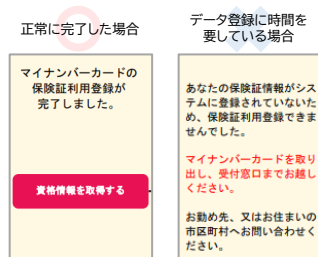 正常に完了した場合
マイナンバーカードの
保険証利用登録が
完了しました。
資格情報を取得する
データ登録に時間を
要している場合
あなたの保険証情報がシス
テムに登録されていないた
め、保険証利用登録できま
せんでした。
マイナンバーカードを取り
出し、受付窓口までお越し
ください。
お勤め先、又はお住まいの
市区町村へお問い合わせく
ださい。